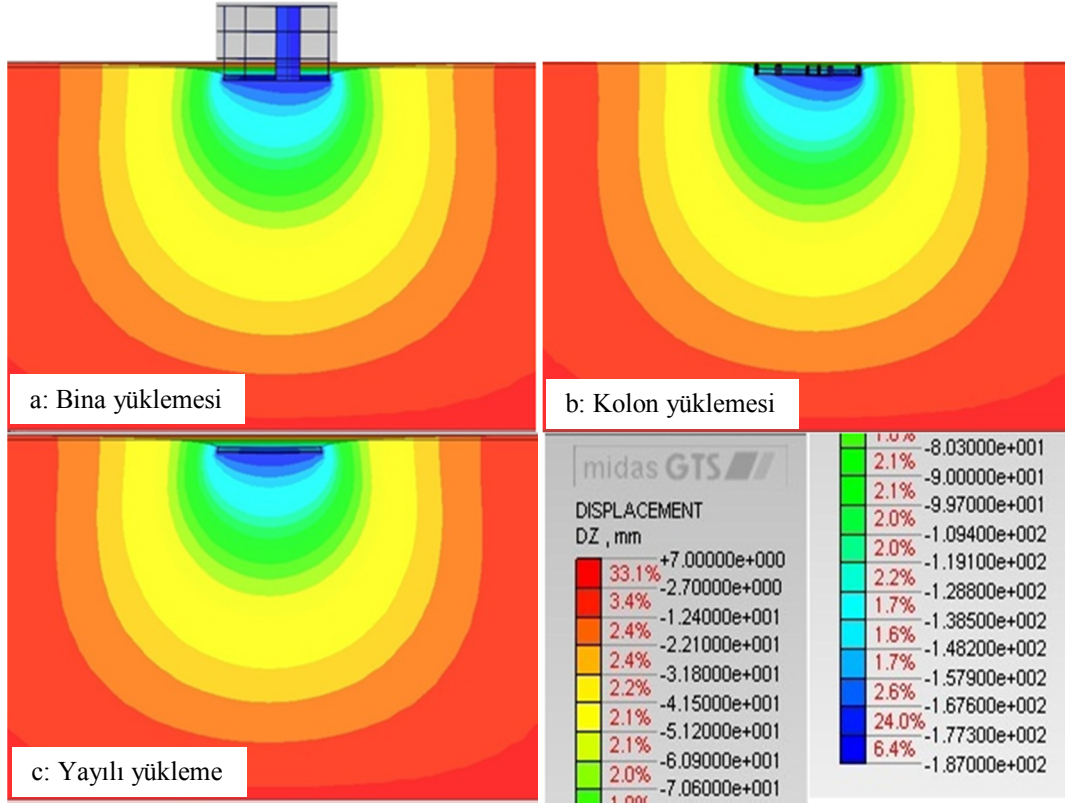 a: Bina yüklemesi
b: Kolon yüklemesi
c: Yayılı yükleme
midas GTS
DISPLACEMENT
DZ , mm
+7.00000e+000
33.1%
-2.70000e+000
3.4%
-1.24000e+001
2.4%
-2.21000e+001
2.4%
-3.18000e+001
2.2%
-4.15000e+001
2.1%
-5.12000e+001
2.1%
-6.09000e+001
2.0%
-7.06000e+001
1.0%
-8.03000e+001
2.1%
-9.00000e+001
2.1%
-9.97000e+001
2.0%
-1.09400e+002
2.0%
-1.19100e+002
2.2%
-1.28800e+002
1.7%
-1.38500e+002
1.6%
-1.48200e+002
1.7%
-1.57900e+002
2.6%
-1.67600e+002
24.0%
-1.77300e+002
6.4%
-1.87000e+002